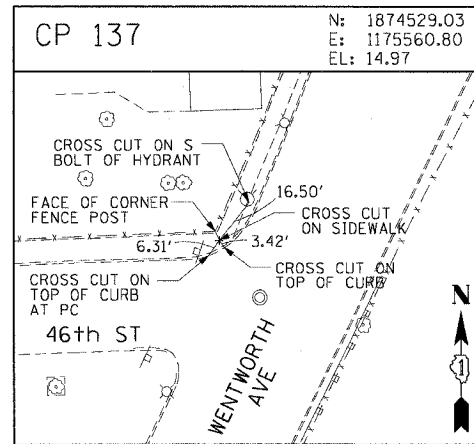 CP 137
N: 1874529.03
E: 1175560.80
EL: 14.97
CROSS CUT ON S
BOLT OF HYDRANT
16.50'
FACE OF CORNER
FENCE POST
CROSS CUT
ON SIDEWALK
6.31'
3.42'
CROSS CUT ON
TOP OF CURB
AT PC
CROSS CUT ON
TOP OF CURB
46th ST
WENTWORTH
AVE
N
1